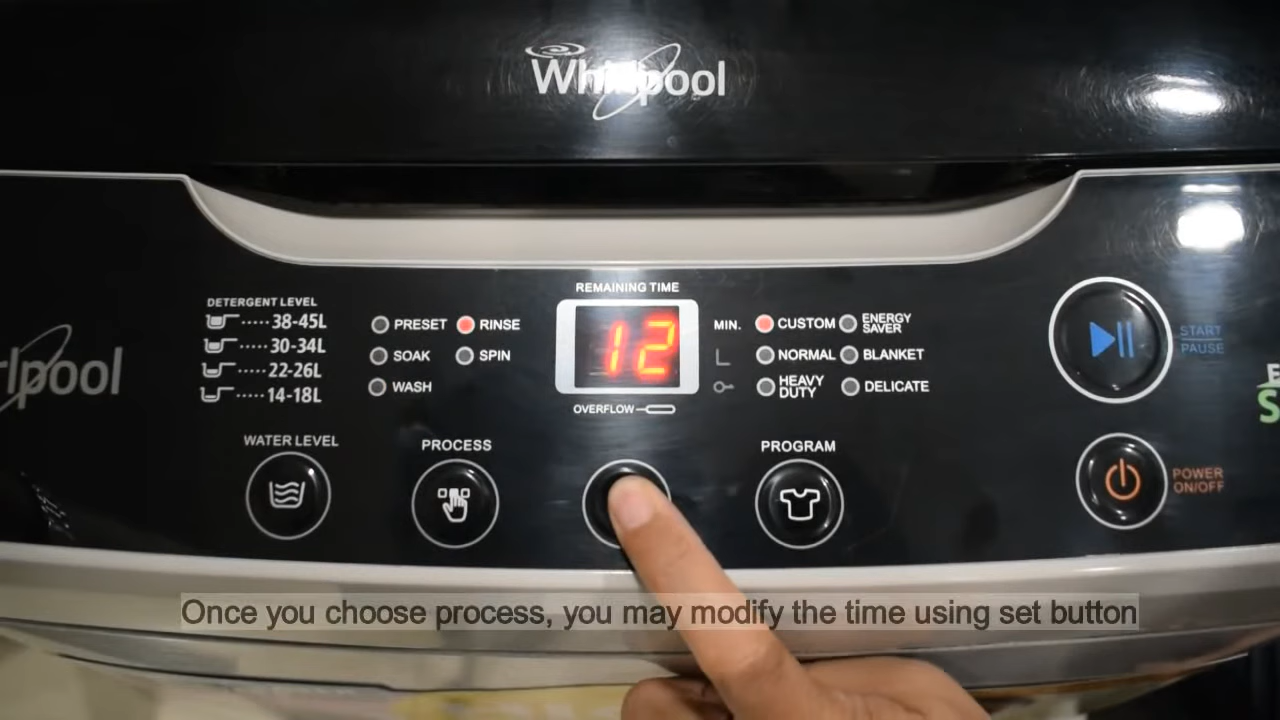 Whirlpool
REMAINING TIME
DETERGENT LEVEL
38-45L
30-34L
22-26L
14-18L
PRESET
RINSE
SOAK
SPIN
WASH
12
MIN.
L
CUSTOM
ENERGY
SAVER
NORMAL
BLANKET
HEAVY
DUTY
DELICATE
OVERFLOW
START
PAUSE
rlpool
WATER LEVEL
PROCESS
PROGRAM
POWER
ON/OFF
Once you choose process, you may modify the time using set button